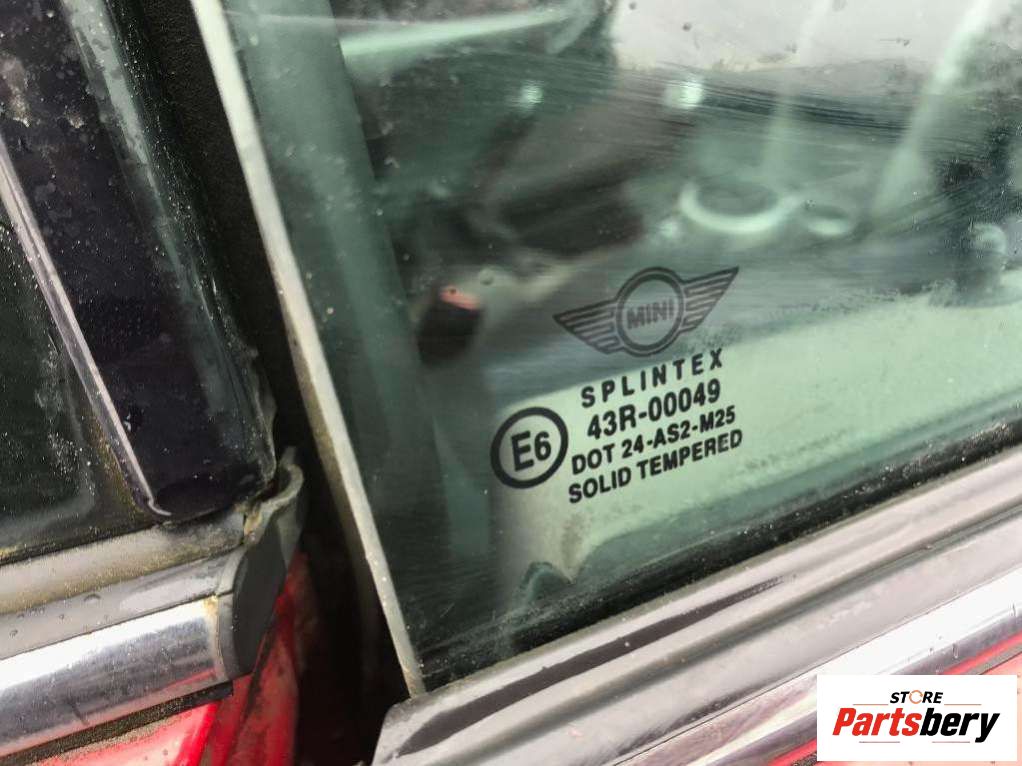 MINI
SPLINTEX
43R-00049
E6
DOT 24-AS2-M25
SOLID TEMPERED
STORE
Partsbery